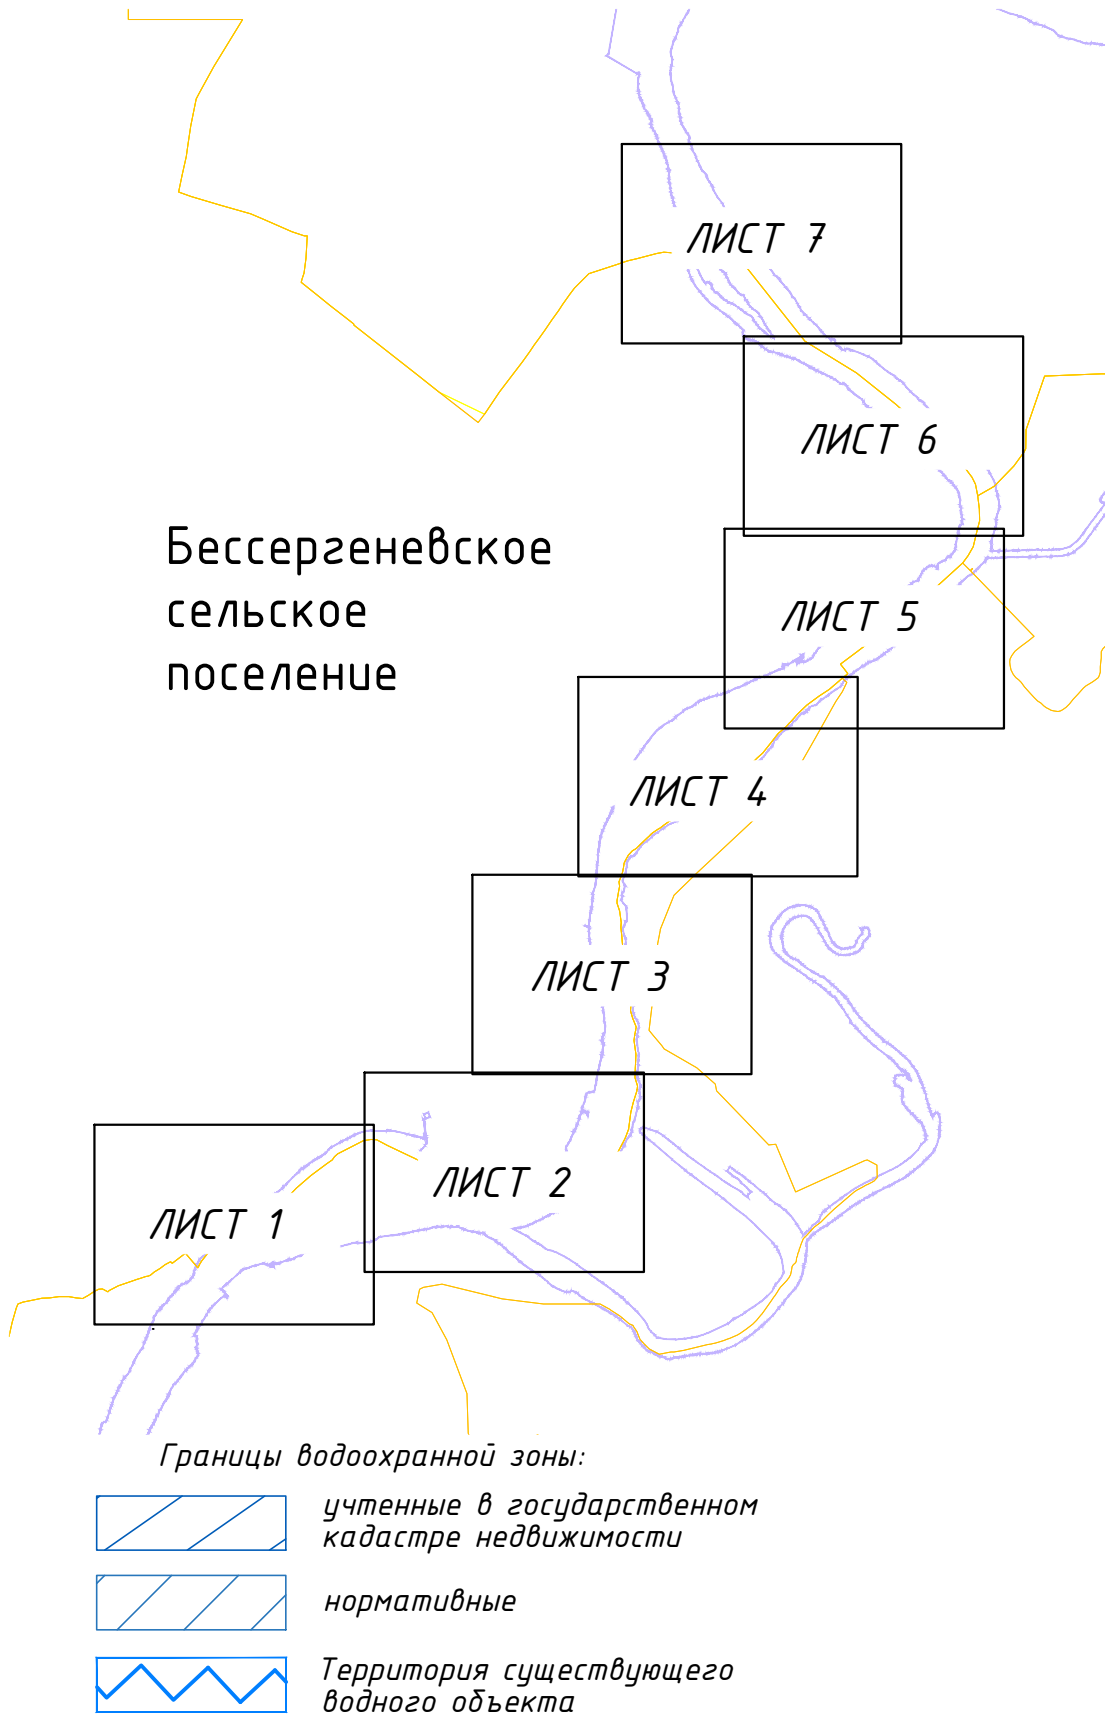 ЛИСТ 7
ЛИСТ 6
Бессергеневское
сельское
поселение
ЛИСТ 5
ЛИСТ 4
ЛИСТ 3
ЛИСТ 2
ЛИСТ 1
Границы водоохранной зоны:
учтенные в государственном
кадастре недвижимости
нормативные
Территория существующего
водного объекта